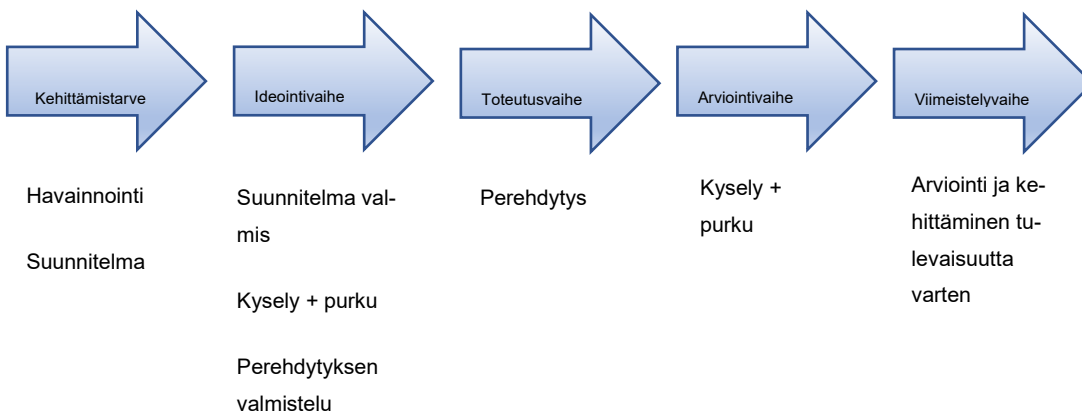 Kehittämistarve
Ideointivaihe
Toteutusvaihe
Arviointivaihe
Viimeistelyvaihe
Havainnointi
Suunnitelma
Suunnitelma val-
mis
Kysely + purku
Perehdytyksen
valmistelu
Perehdytys
Kysely +
purku
Arviointi ja ke-
hittäminen tu-
levaisuutta
varten